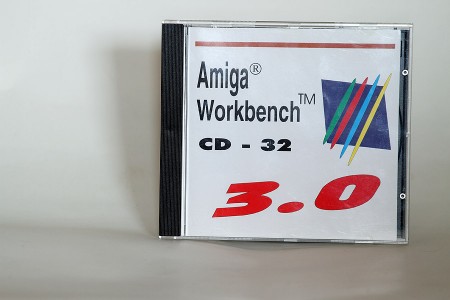 Amiga®
Workbench™
CD - 32
3.0